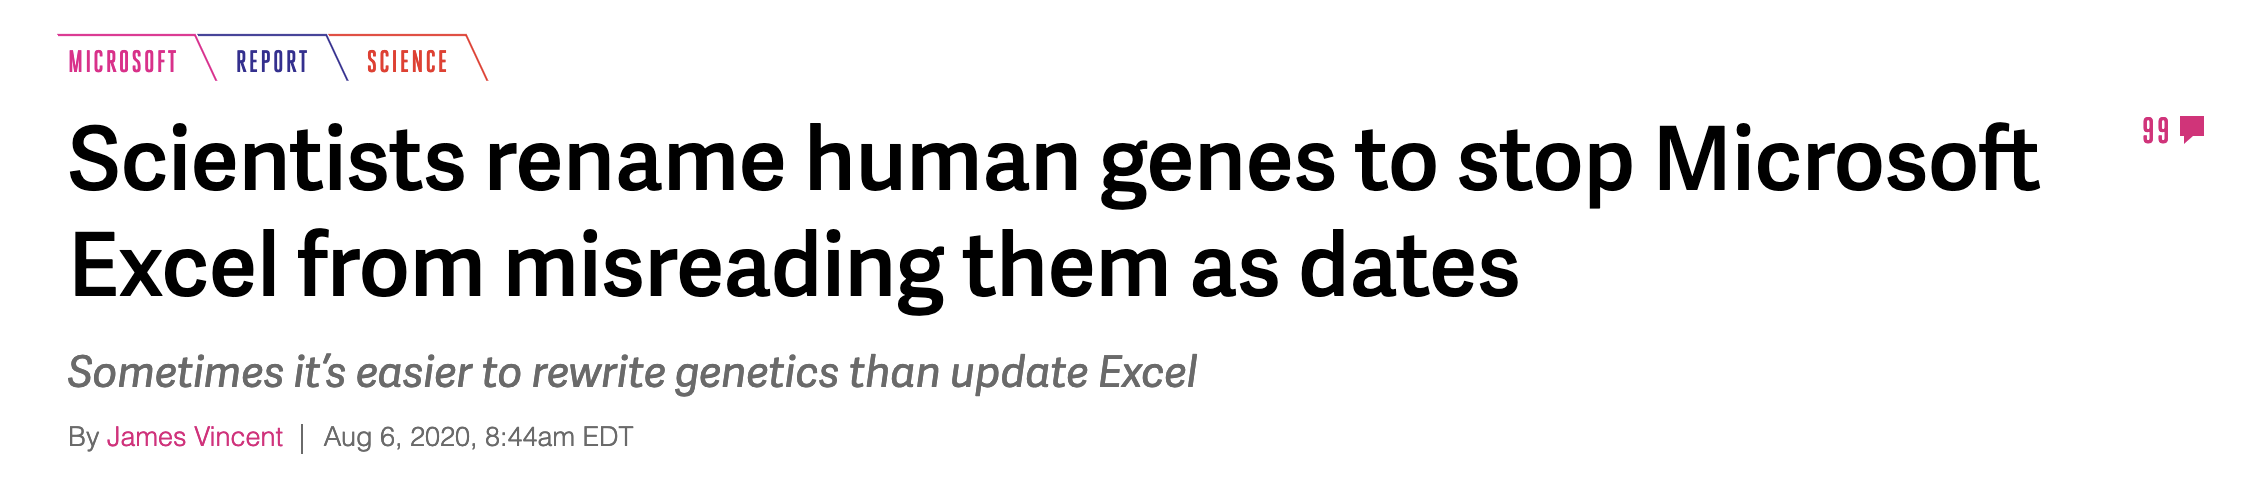 MICROSOFT REPORT SCIENCE
Scientists rename human genes to stop Microsoft
99
Excel from misreading them as dates
Sometimes it’s easier to rewrite genetics than update Excel
By James Vincent | Aug 6, 2020, 8:44am EDT